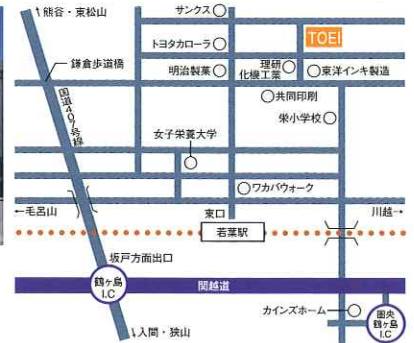 ↑熊谷・東松山
サンクス
TOEI
トヨタカローラ
鎌倉歩道橋
明治製菓
理研
化機工業
東洋インキ製造
国道407号線
共同印刷
栄小学校
女子栄養大学
ワカバウォーク
←毛呂山
東口
川越→
若葉駅
坂戸方面出口
鶴ヶ島
I.C
関越道
カインズホーム
圏央
鶴ヶ島
I.C
↓入間・狭山